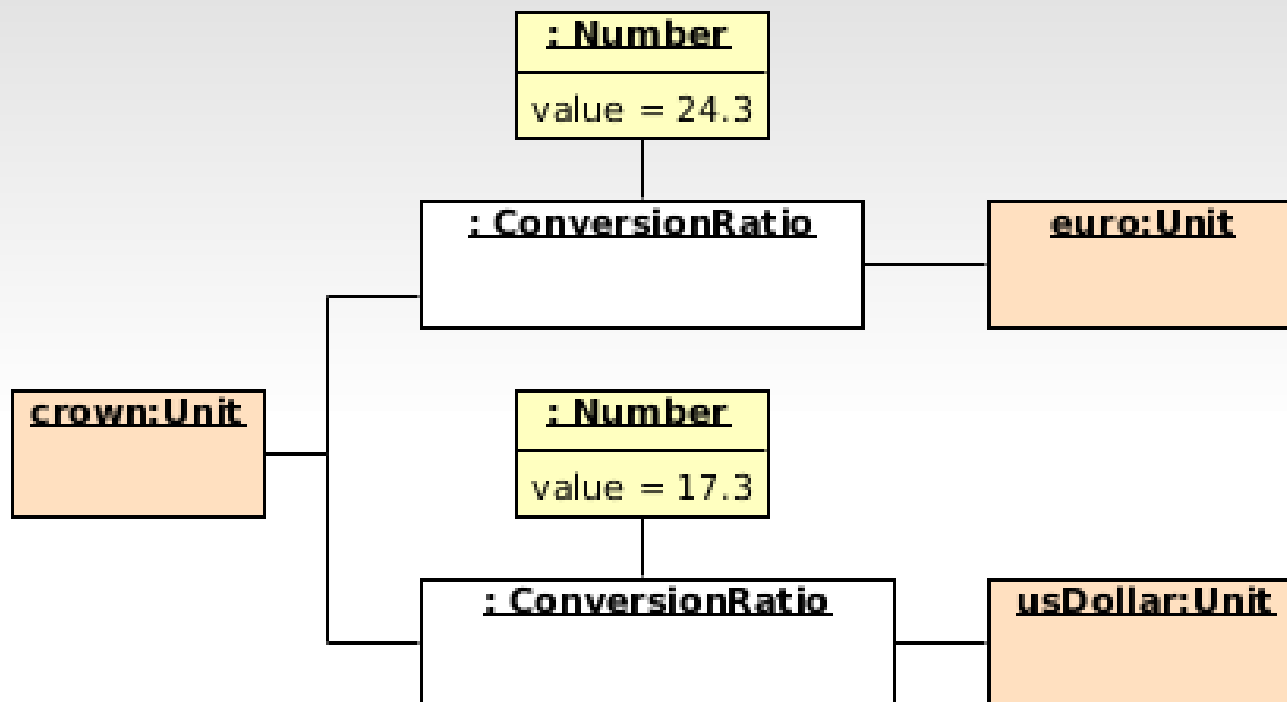 : Number
value = 24.3
: ConversionRatio
euro:Unit
crown:Unit
: Number
value = 17.3
: ConversionRatio
usDollar:Unit